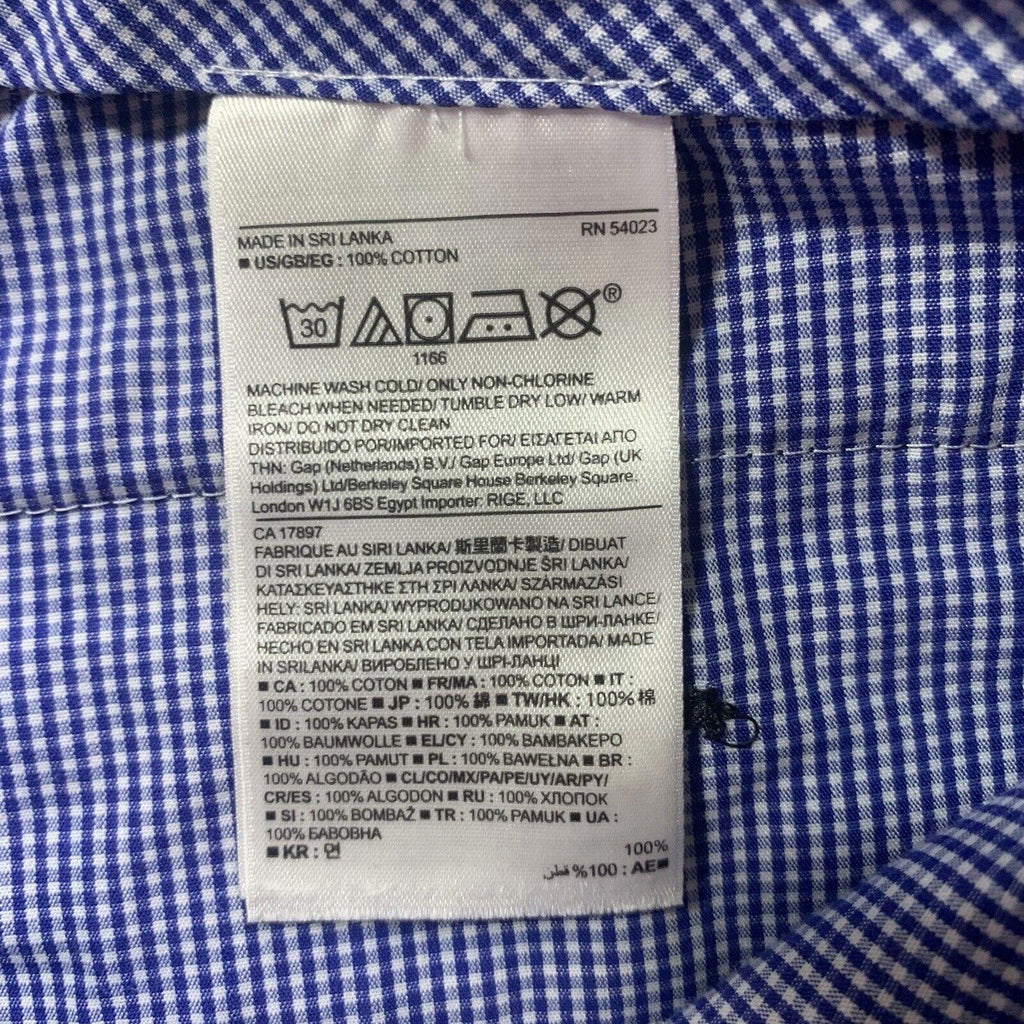 MADE IN SRI LANKA RN 54023
■ US/GB/EG : 100% COTTON
30
®
1166
MACHINE WASH COLD/ ONLY NON-CHLORINE
BLEACH WHEN NEEDED/ TUMBLE DRY LOW/ WARM
IRON/ DO NOT DRY CLEAN
DISTRIBUIDO POR/IMPORTED FOR/ ΕΙΣΑΓΕΤΑΙ ΑΠΟ
ΤΗΝ: Gap (Netherlands) B.V./ Gap Europe Ltd/ Gap (UK
Holdings) Ltd/Berkeley Square House Berkeley Square.
London W1J 6BS Egypt Importer: RIGE, LLC
CA 17897
FABRIQUE AU SIRI LANKA/ 斯里蘭卡製造/ DIBUAT
DI SRI LANKA/ ZEMLJA PROIZVODNJE ŠRI LANKA/
ΚΑΤΑΣΚΕΥΑΣΤΗΚΕ ΣΤΗ ΣΡΙ ΛΑΝΚΑ/ SZÁRMAZÁSI
HELY: SRÍ LANKA/ WYPRODUKOWANO NA SRI LANCE/
FABRICADO EM SRI LANKA/ СДЕЛАНО В ШРИ-ЛАНКЕ/
HECHO EN SRI LANKA CON TELA IMPORTADA/ MADE
IN SRILANKA/ ВИРОБЛЕНО У ШРІ-ЛАНЦІ
■ CA : 100% COTON ■ FR/MA : 100% COTON ■ IT :
100% COTONE ■ JP : 100% 綿 ■ TW/HK : 100% 棉
■ ID : 100% KAPAS ■ HR : 100% PAMUK ■ AT :
100% BAUMWOLLE ■ EL/CY : 100% ΒΑΜΒΑΚΕΡΟ
■ HU : 100% PAMUT ■ PL : 100% BAWEŁNA ■ BR :
100% ALGODÃO ■ CL/CO/MX/PA/PE/UY/AR/PY/
CR/ES : 100% ALGODON ■ RU : 100% ХЛОПОК
■ SI : 100% BOMBAŽ ■ TR : 100% PAMUK ■ UA :
100% БАВОВНА
■ KR : 면 100%
■AE : 100% قطن